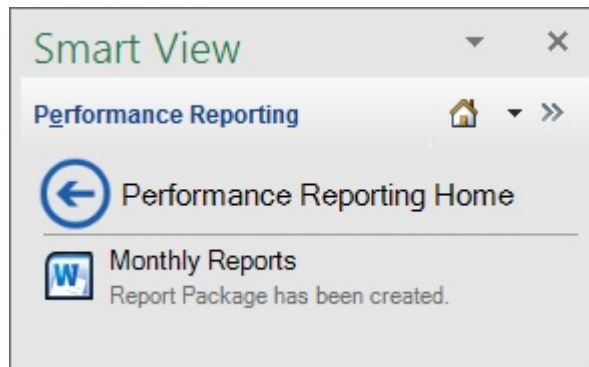 Smart View
Performance Reporting
Performance Reporting Home
W
Monthly Reports
Report Package has been created.